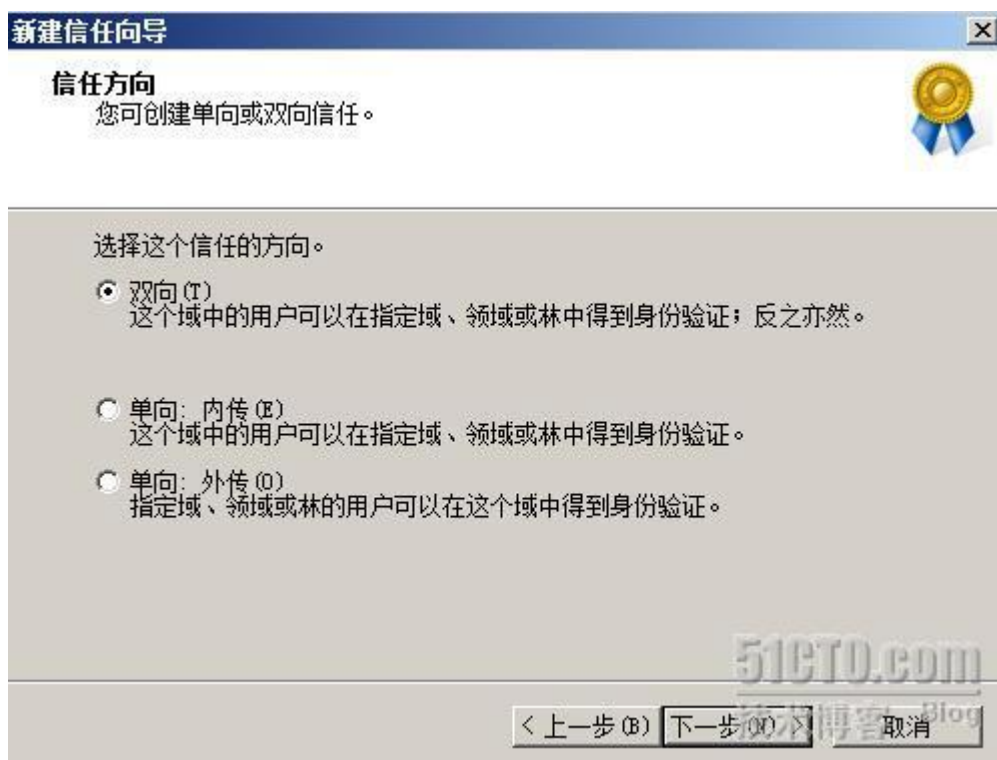 新建信任向导
信任方向
您可创建单向或双向信任。
选择这个信任的方向。
双向(T)
这个域中的用户可以在指定域、领域或林中得到身份验证；反之亦然。
单向: 内传(E)
这个域中的用户可以在指定域、领域或林中得到身份验证。
单向: 外传(O)
指定域、领域或林的用户可以在这个域中得到身份验证。
51CTO.com
技术博客 Blog
< 上一步(B) 下一步(N) > 取消